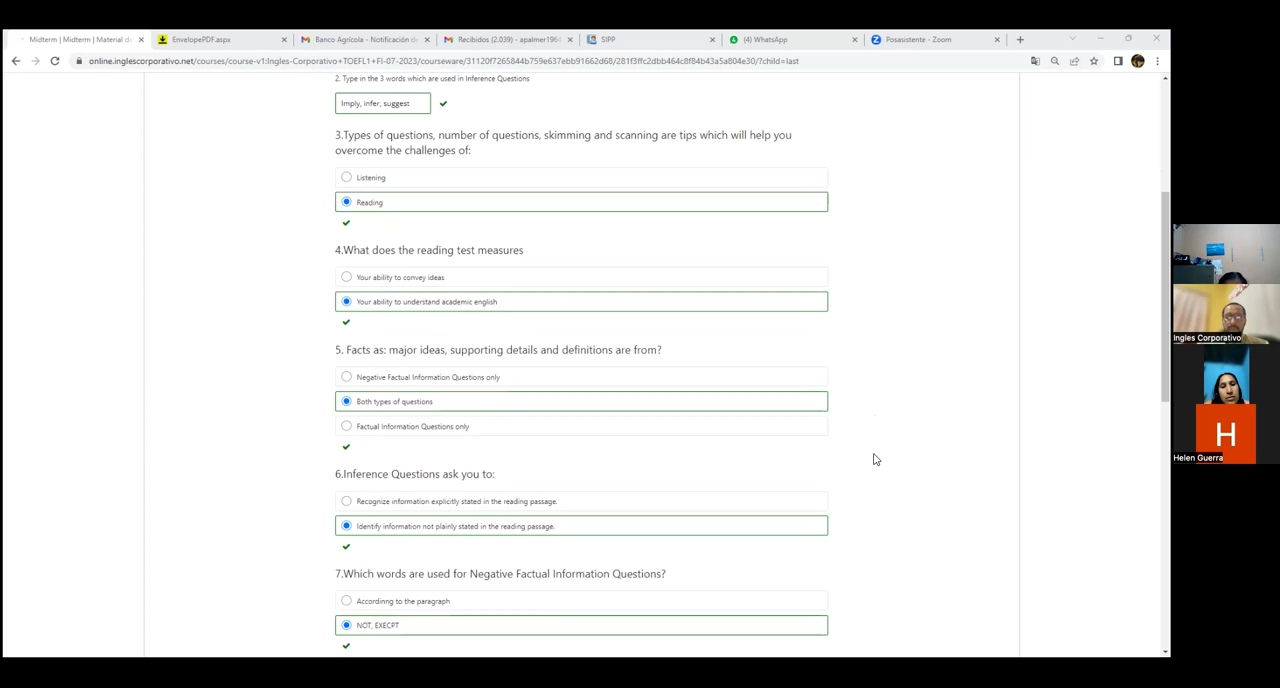 Midterm | Midterm | Material de
EnvelopePDF.aspx
Banco Agrícola - Notificación de
Recibidos (2.039) - apalmer196
SIPP
(4) WhatsApp
Posasistente - Zoom
online.inglescorporativo.net/courses/course-v1:Ingles-Corporativo+TOEFL1+FI-07-2023/courseware/31120f7265844b759e637ebb91662d68/281f3ffc2dbb464c8f84b43a5a804e30/?child=last
2. Type in the 3 words which are used in Inference Questions
Imply, infer, suggest
3.Types of questions, number of questions, skimming and scanning are tips which will help you
overcome the challenges of:
Listening
Reading
4.What does the reading test measures
Your ability to convey ideas
Your ability to understand academic english
5. Facts as: major ideas, supporting details and definitions are from?
Negative Factual Information Questions only
Both types of questions
Factual Information Questions only
6.Inference Questions ask you to:
Recognize information explicitly stated in the reading passage.
Identify information not plainly stated in the reading passage.
7.Which words are used for Negative Factual Information Questions?
Accordinng to the paragraph
NOT, EXECPT
Ingles Corporativo
H
Helen Guerra